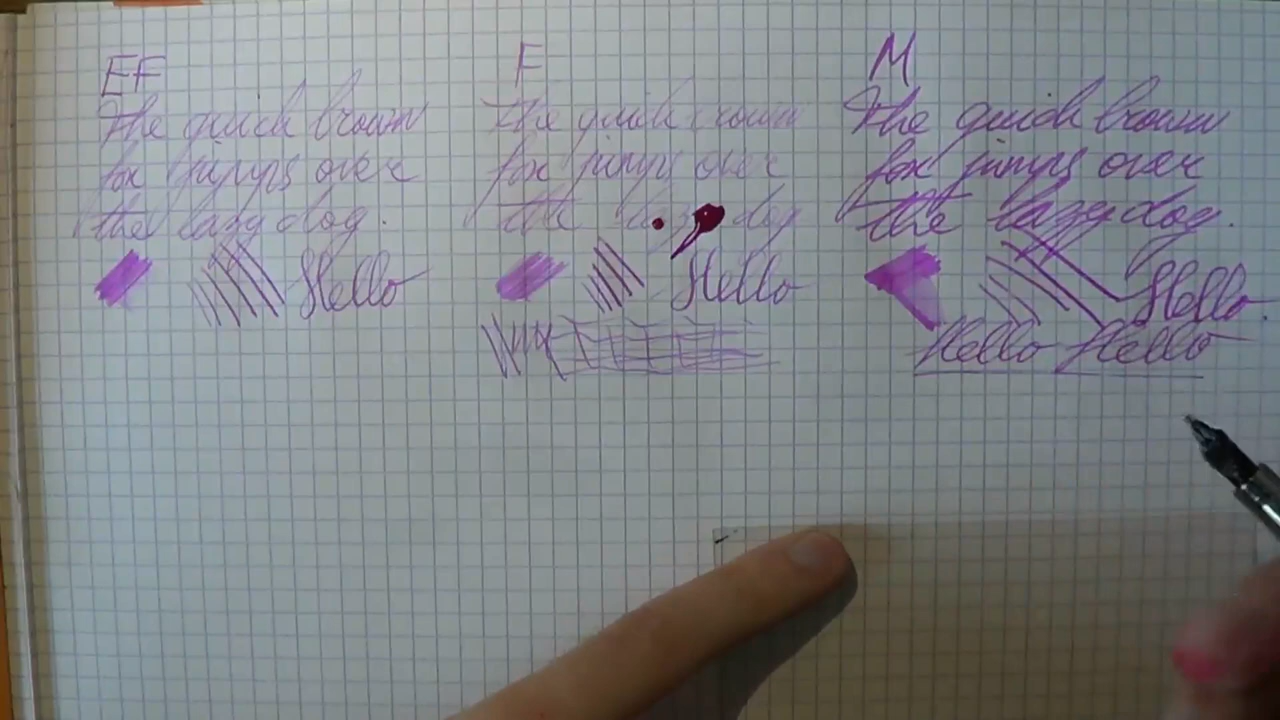 EF
The quick brown
fox jumps over
the lazy dog.
Hello
F
The quick brown
fox jumps over
the lazy dog
Hello
M
The quick brown
fox jumps over
the lazy dog.
Hello.
Hello Hello